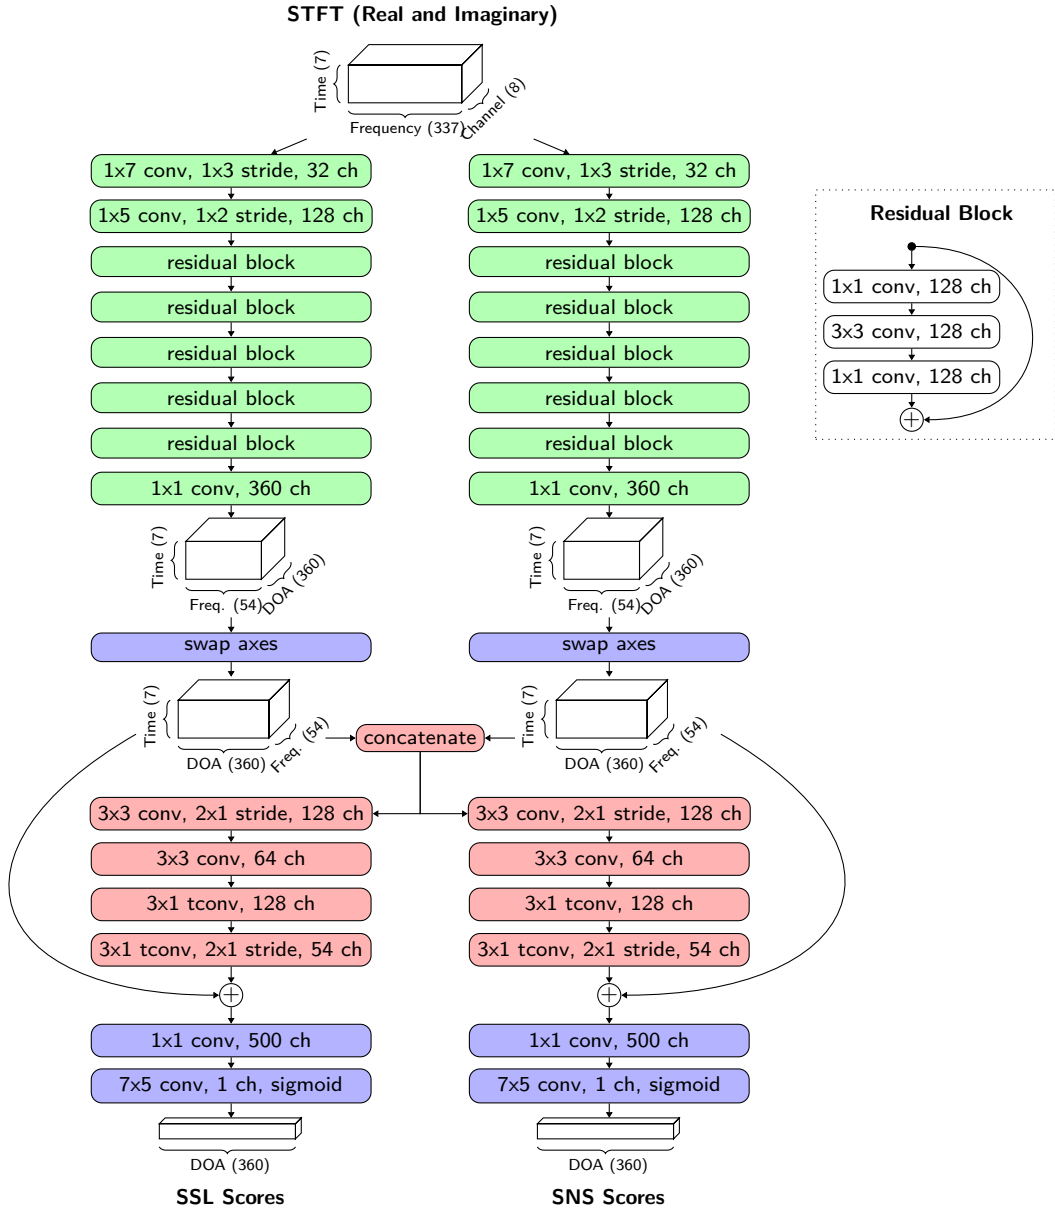 STFT (Real and Imaginary)
Time (7)
Frequency (337)
Channel (8)
1x7 conv, 1x3 stride, 32 ch
1x5 conv, 1x2 stride, 128 ch
residual block
residual block
residual block
residual block
residual block
1x1 conv, 360 ch
Time (7)
Freq. (54)
DOA (360)
swap axes
Time (7)
DOA (360)
Freq. (54)
1x7 conv, 1x3 stride, 32 ch
1x5 conv, 1x2 stride, 128 ch
residual block
residual block
residual block
residual block
residual block
1x1 conv, 360 ch
Time (7)
Freq. (54)
DOA (360)
swap axes
Time (7)
DOA (360)
Freq. (54)
Residual Block
1x1 conv, 128 ch
3x3 conv, 128 ch
1x1 conv, 128 ch
concatenate
3x3 conv, 2x1 stride, 128 ch
3x3 conv, 64 ch
3x1 tconv, 128 ch
3x1 tconv, 2x1 stride, 54 ch
1x1 conv, 500 ch
7x5 conv, 1 ch, sigmoid
DOA (360)
SSL Scores
3x3 conv, 2x1 stride, 128 ch
3x3 conv, 64 ch
3x1 tconv, 128 ch
3x1 tconv, 2x1 stride, 54 ch
1x1 conv, 500 ch
7x5 conv, 1 ch, sigmoid
DOA (360)
SNS Scores